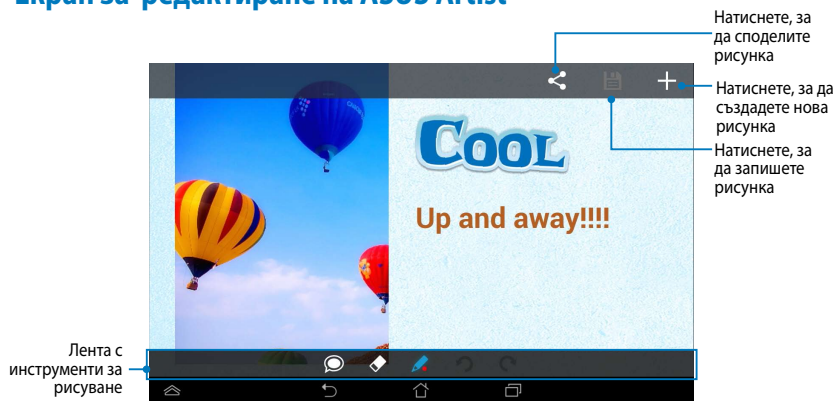 Екран за редактиране на ASUS Artist
Натиснете, за
да споделите
рисунка
Натиснете, за да
създадете нова
рисунка
Натиснете, за
да запишете
рисунка
COOL
Up and away!!!!
Лента с
инструменти за
рисуване